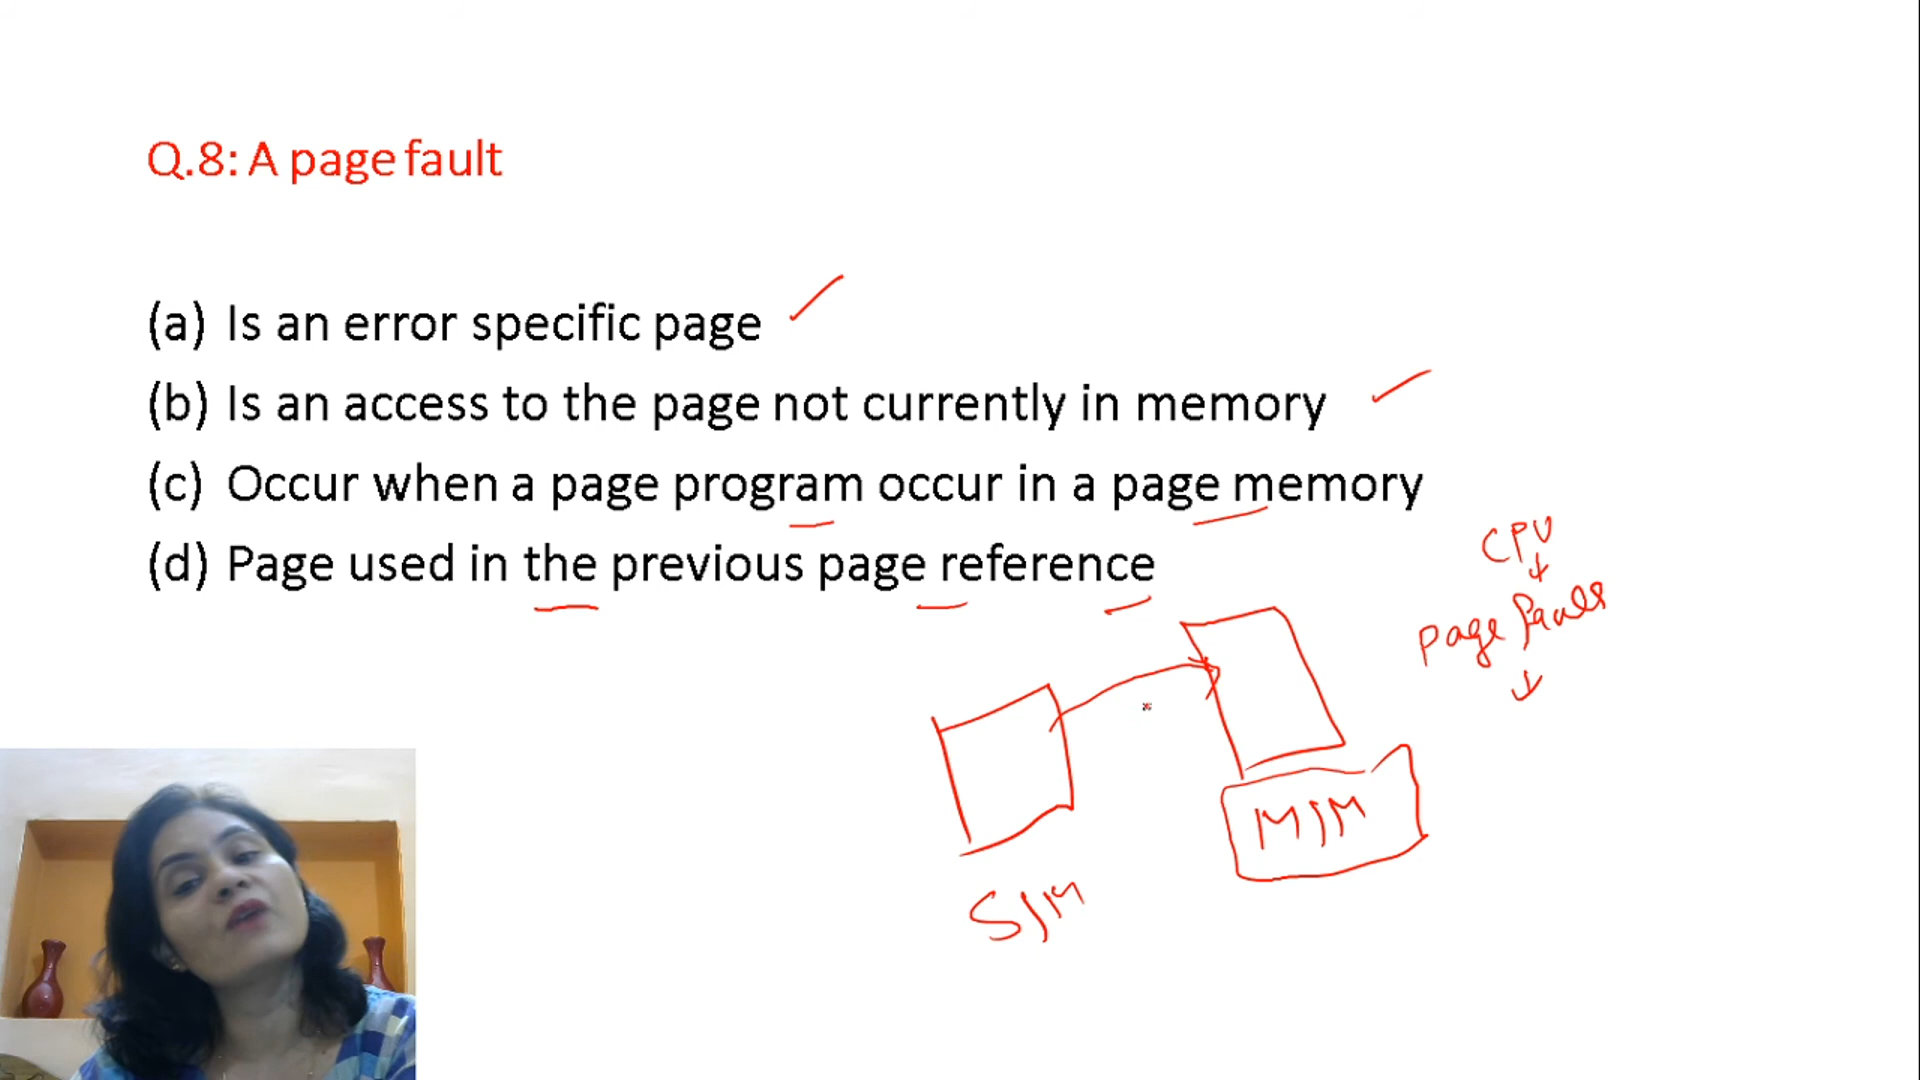 Q.8: A page fault
(a) Is an error specific page
(b) Is an access to the page not currently in memory
(c) Occur when a page program occur in a page memory
(d) Page used in the previous page reference
CPU
Page faults
M/M
S/M